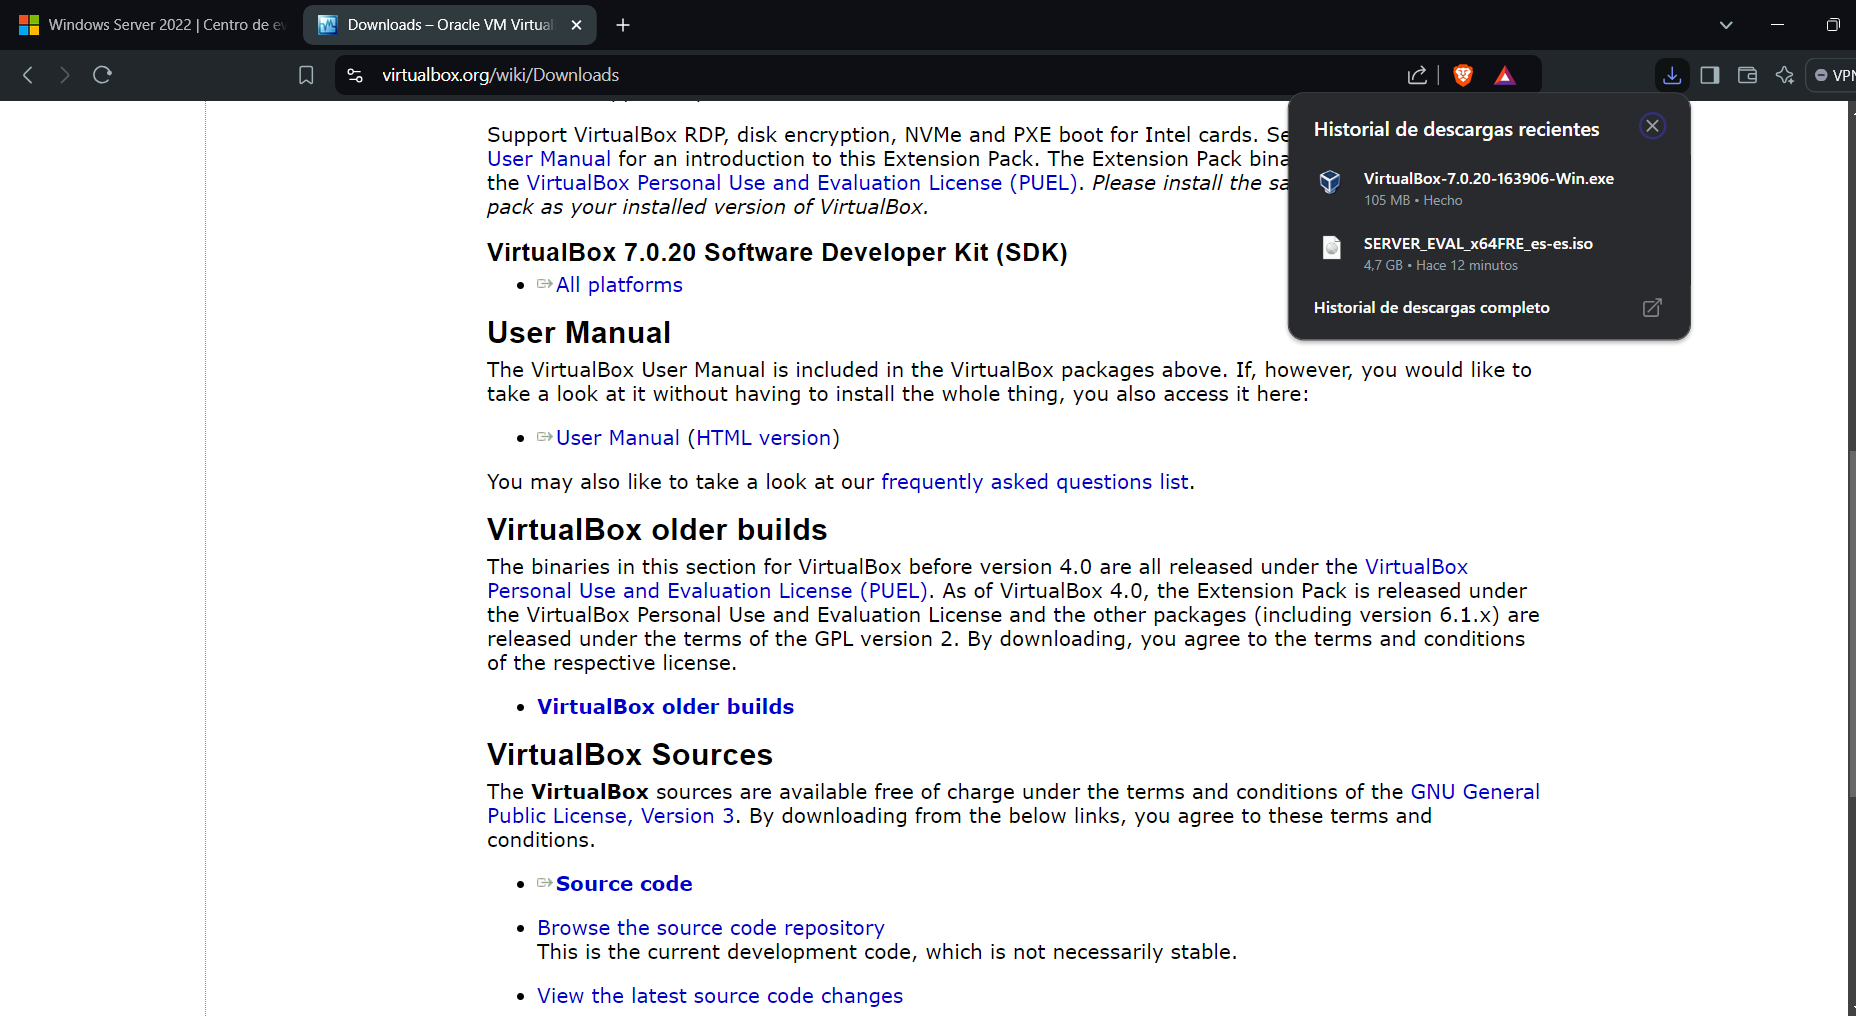 Windows Server 2022 | Centro de ev
Downloads – Oracle VM Virtual
virtualbox.org/wiki/Downloads
VPN
Historial de descargas recientes
VirtualBox-7.0.20-163906-Win.exe
105 MB • Hecho
SERVER_EVAL_x64FRE_es-es.iso
4,7 GB • Hace 12 minutos
Historial de descargas completo
Support VirtualBox RDP, disk encryption, NVMe and PXE boot for Intel cards. Se
User Manual for an introduction to this Extension Pack. The Extension Pack bina
the VirtualBox Personal Use and Evaluation License (PUEL). Please install the sa
pack as your installed version of VirtualBox.
VirtualBox 7.0.20 Software Developer Kit (SDK)
• All platforms
User Manual
The VirtualBox User Manual is included in the VirtualBox packages above. If, however, you would like to
take a look at it without having to install the whole thing, you also access it here:
• User Manual (HTML version)
You may also like to take a look at our frequently asked questions list.
VirtualBox older builds
The binaries in this section for VirtualBox before version 4.0 are all released under the VirtualBox
Personal Use and Evaluation License (PUEL). As of VirtualBox 4.0, the Extension Pack is released under
the VirtualBox Personal Use and Evaluation License and the other packages (including version 6.1.x) are
released under the terms of the GPL version 2. By downloading, you agree to the terms and conditions
of the respective license.
• VirtualBox older builds
VirtualBox Sources
The VirtualBox sources are available free of charge under the terms and conditions of the GNU General
Public License, Version 3. By downloading from the below links, you agree to these terms and
conditions.
• Source code
• Browse the source code repository
This is the current development code, which is not necessarily stable.
• View the latest source code changes